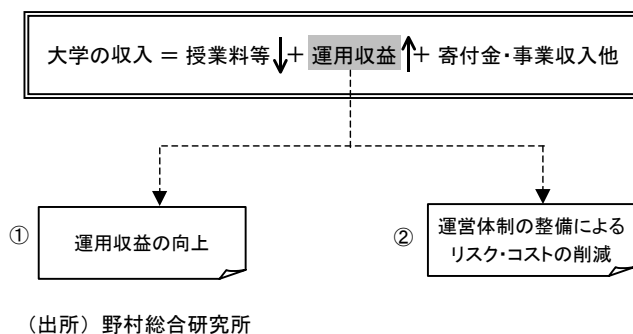 大学の収入 = 授業料等↓+ 運用収益↑+ 寄付金・事業収入他
① 運用収益の向上
② 運営体制の整備による
リスク・コストの削減
（出所）野村総合研究所